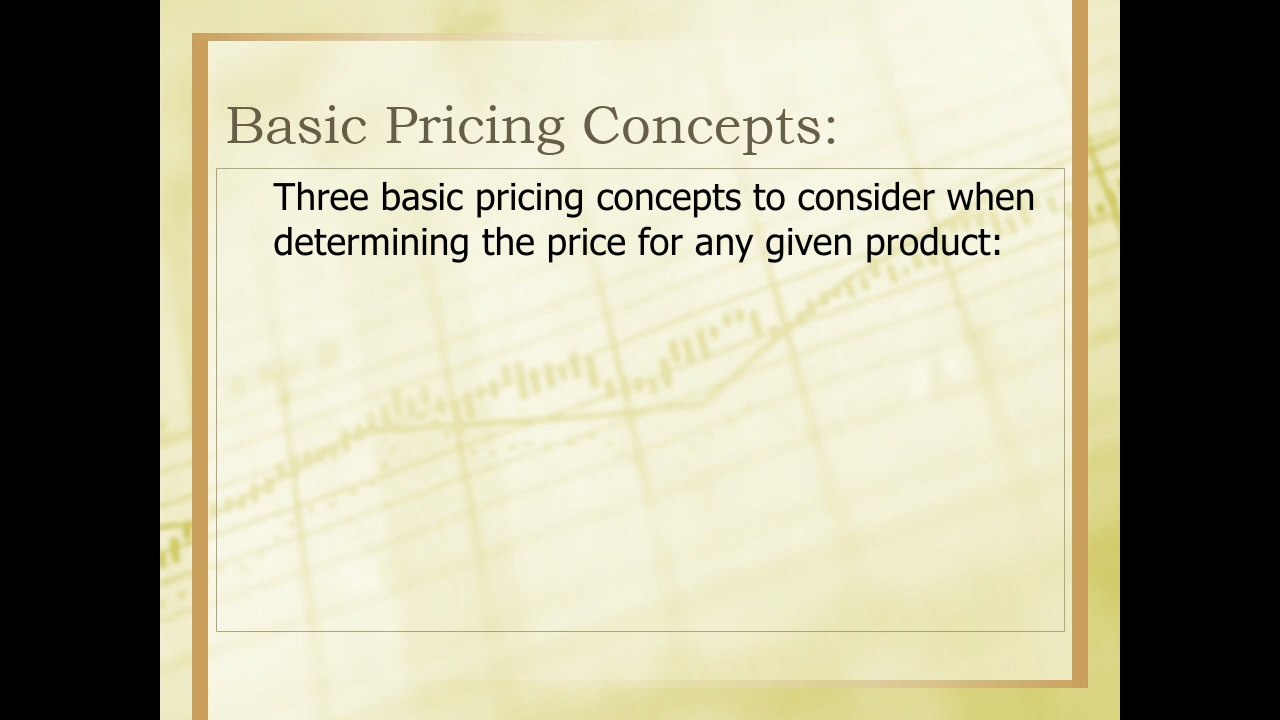 Basic Pricing Concepts:
Three basic pricing concepts to consider when
determining the price for any given product: